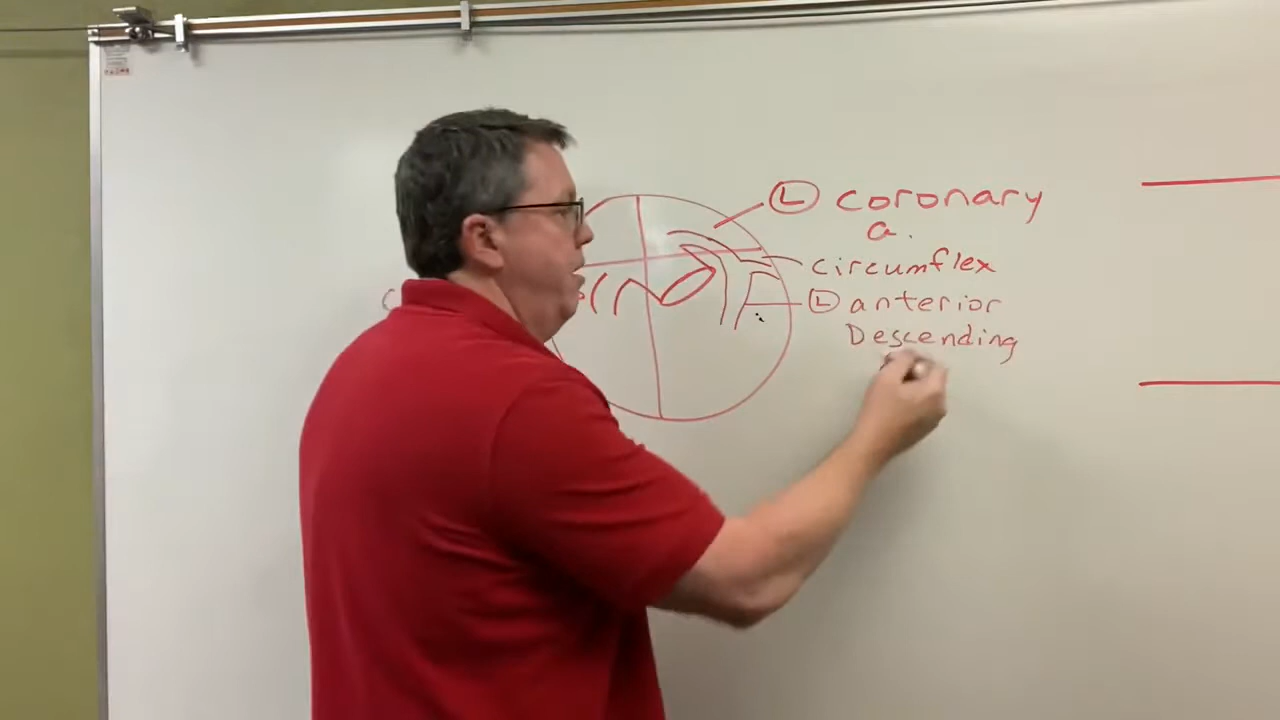 Ⓛ coronary
a.
circumflex
Ⓛ anterior
Descending